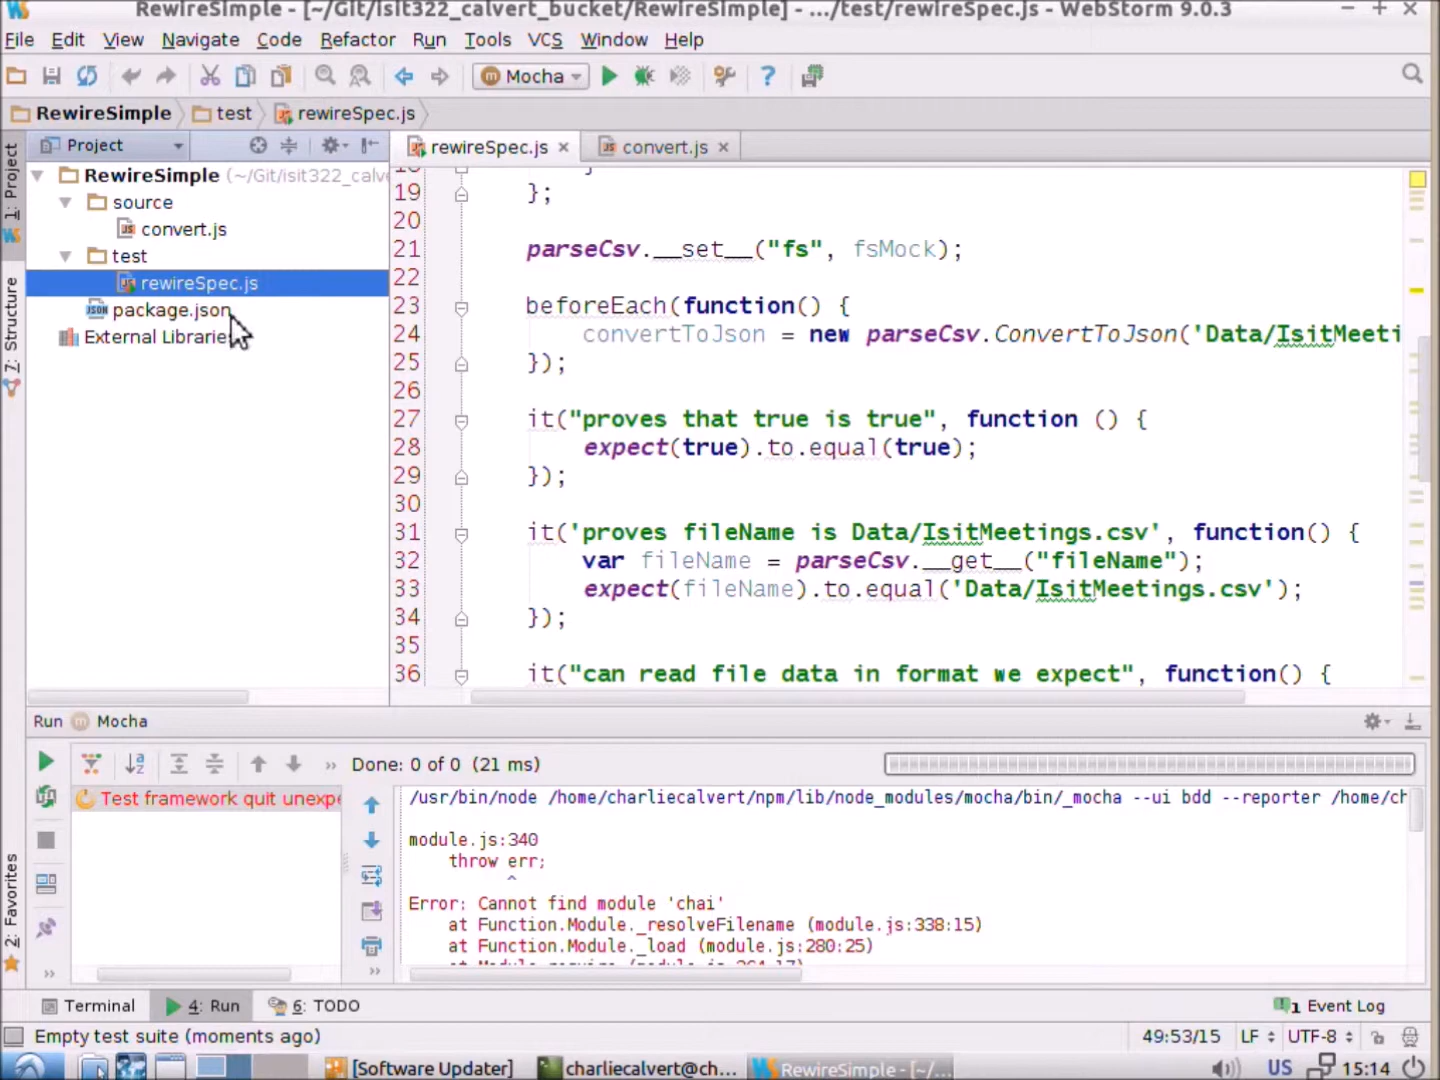 RewireSimple - [~/Git/isit322_calvert_bucket/RewireSimple] - .../test/rewireSpec.js - WebStorm 9.0.3
File Edit View Navigate Code Refactor Run Tools VCS Window Help
Mocha
RewireSimple test rewireSpec.js
Project
rewireSpec.js convert.js
1: Project
7: Structure
2: Favorites
RewireSimple (~/Git/isit322_calve
source
convert.js
test
rewireSpec.js
package.json
External Librarie
19 };
20
21 parseCsv.__set__("fs", fsMock);
22
23 beforeEach(function() {
24 convertToJson = new parseCsv.ConvertToJson('Data/IsitMeeti
25 });
26
27 it("proves that true is true", function () {
28 expect(true).to.equal(true);
29 });
30
31 it('proves fileName is Data/IsitMeetings.csv', function() {
32 var fileName = parseCsv.__get__("fileName");
33 expect(fileName).to.equal('Data/IsitMeetings.csv');
34 });
35
36 it("can read file data in format we expect", function() {
Run Mocha
Done: 0 of 0 (21 ms)
Test framework quit unexpe
/usr/bin/node /home/charliecalvert/npm/lib/node_modules/mocha/bin/_mocha --ui bdd --reporter /home/ch
module.js:340
throw err;
^
Error: Cannot find module 'chai'
at Function.Module._resolveFilename (module.js:338:15)
at Function.Module._load (module.js:280:25)
Terminal 4: Run 6: TODO 1 Event Log
Empty test suite (moments ago) 49:53/15 LF UTF-8
[Software Updater] charliecalvert@ch... RewireSimple - [~/... US 15:14